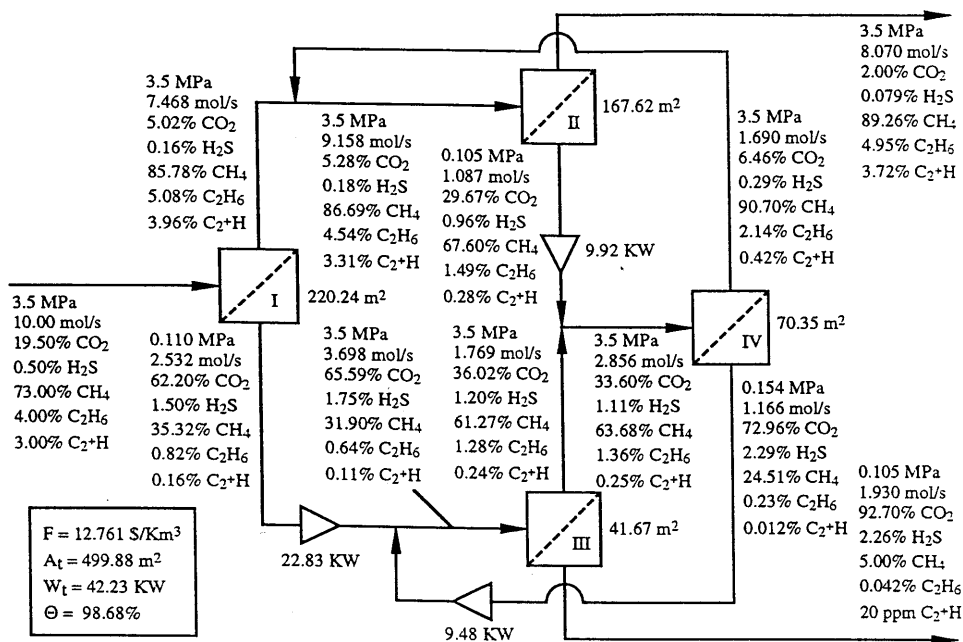 3.5 MPa
8.070 mol/s
2.00% CO₂
0.079% H₂S
89.26% CH₄
4.95% C₂H₆
3.72% C₂⁺H
3.5 MPa
7.468 mol/s
5.02% CO₂
0.16% H₂S
85.78% CH₄
5.08% C₂H₆
3.96% C₂⁺H
II
167.62 m²
3.5 MPa
9.158 mol/s
5.28% CO₂
0.18% H₂S
86.69% CH₄
4.54% C₂H₆
3.31% C₂⁺H
0.105 MPa
1.087 mol/s
29.67% CO₂
0.96% H₂S
67.60% CH₄
1.49% C₂H₆
0.28% C₂⁺H
3.5 MPa
1.690 mol/s
6.46% CO₂
0.29% H₂S
90.70% CH₄
2.14% C₂H₆
0.42% C₂⁺H
9.92 KW
I
220.24 m²
IV
70.35 m²
3.5 MPa
10.00 mol/s
19.50% CO₂
0.50% H₂S
73.00% CH₄
4.00% C₂H₆
3.00% C₂⁺H
0.110 MPa
2.532 mol/s
62.20% CO₂
1.50% H₂S
35.32% CH₄
0.82% C₂H₆
0.16% C₂⁺H
3.5 MPa
3.698 mol/s
65.59% CO₂
1.75% H₂S
31.90% CH₄
0.64% C₂H₆
0.11% C₂⁺H
3.5 MPa
1.769 mol/s
36.02% CO₂
1.20% H₂S
61.27% CH₄
1.28% C₂H₆
0.24% C₂⁺H
3.5 MPa
2.856 mol/s
33.60% CO₂
1.11% H₂S
63.68% CH₄
1.36% C₂H₆
0.25% C₂⁺H
0.154 MPa
1.166 mol/s
72.96% CO₂
2.29% H₂S
24.51% CH₄
0.23% C₂H₆
0.012% C₂⁺H
0.105 MPa
1.930 mol/s
92.70% CO₂
2.26% H₂S
5.00% CH₄
0.042% C₂H₆
20 ppm C₂⁺H
III
41.67 m²
22.83 KW
9.48 KW
F = 12.761 $/Km³
Aₜ = 499.88 m²
Wₜ = 42.23 KW
Θ = 98.68%